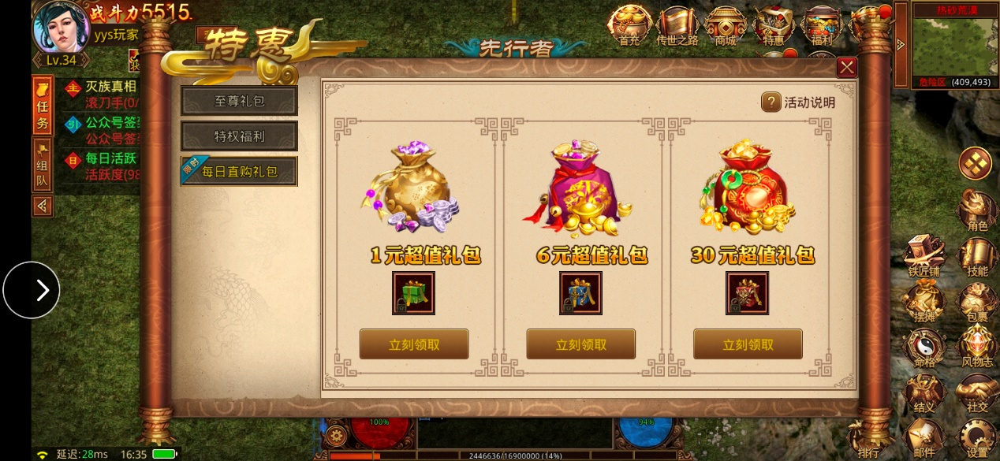 战斗力5515
yys玩家
Lv.34
任务
组队
灭族真相
滚刀手(0/
公众号签
公众号签
每日活跃
活跃度(98
主
引
日
特惠
先行者
首充
传世之路
商城
特惠
福利
热砂荒漠
危险区 (409,493)
至尊礼包
特权福利
限时
每日直购礼包
? 活动说明
1元超值礼包
6元超值礼包
30元超值礼包
立刻领取
立刻领取
立刻领取
角色
铁匠铺
技能
摆摊
包裹
命格
风物志
结义
社交
排行
邮件
设置
100%
94%
2446636/16900000 (14%)
延迟:28ms 16:35